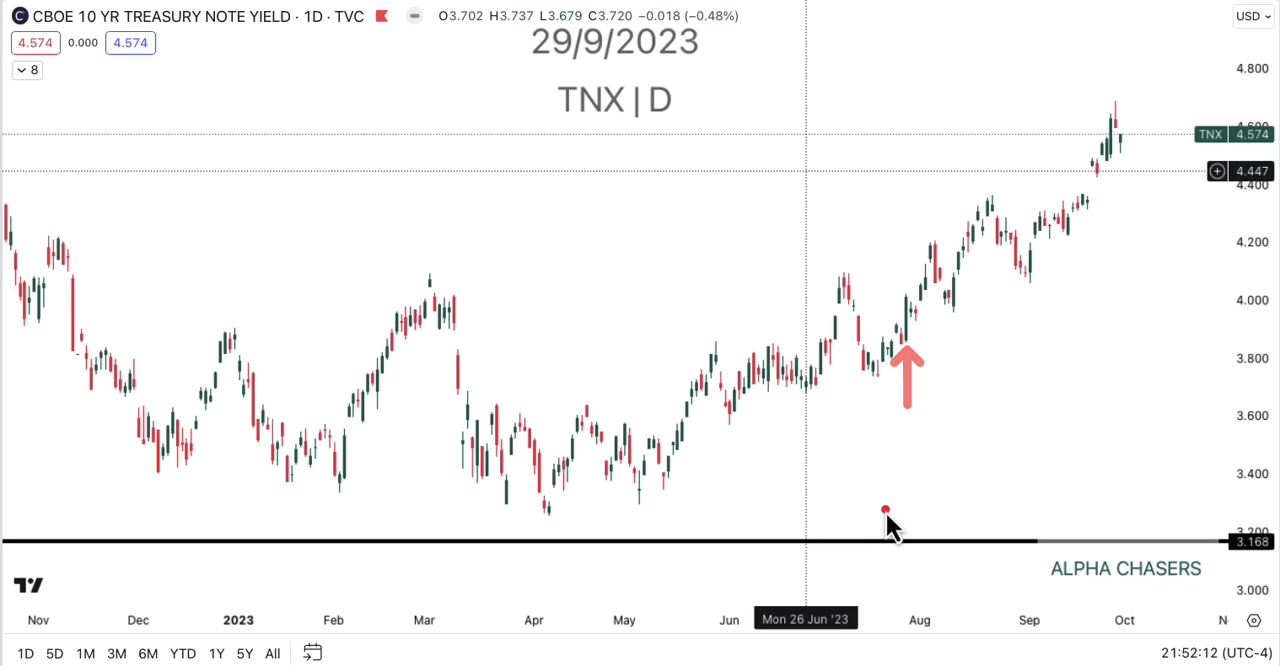 CBOE 10 YR TREASURY NOTE YIELD · 1D · TVC O3.702 H3.737 L3.679 C3.720 −0.018 (−0.48%) USD
4.574 0.000 4.574
29/9/2023
8
4.800
TNX | D
4.600
TNX 4.574
4.447
4.400
4.200
4.000
3.800
3.600
3.400
3.200
3.168
ALPHA CHASERS
3.000
Nov Dec 2023 Feb Mar Apr May Jun Mon 26 Jun '23 Aug Sep Oct N
1D 5D 1M 3M 6M YTD 1Y 5Y All 21:52:12 (UTC-4)